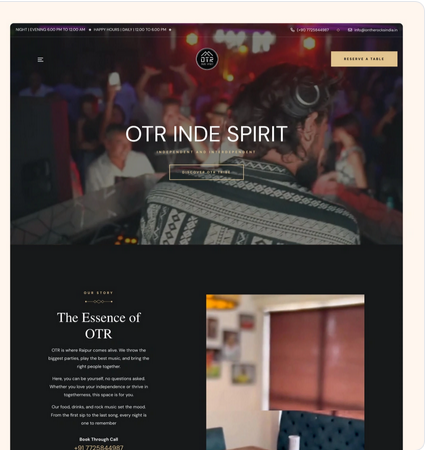 NIGHT | EVENING 6:00 PM TO 12:00 AM ★ HAPPY HOURS | DAILY | 12:00 TO 6:00 PM ★
(+91) 7725844987
info@ontherocksindia.in
OTR
RESERVE A TABLE
OTR INDE SPIRIT
INDEPENDENT AND INTERDEPENDENT
DISCOVER OTR
OUR STORY
The Essence of
OTR
OTR is where Raipur comes alive. We throw the
biggest parties, play the best music, and bring the
right people together.
Here, you can be yourself, no questions asked.
Whether you love your independence or thrive in
togetherness, this space is for you.
Our food, drinks, and rock music set the mood.
From the first sip to the last song, every night is
one to remember
Book Through Call
+91 7725844987